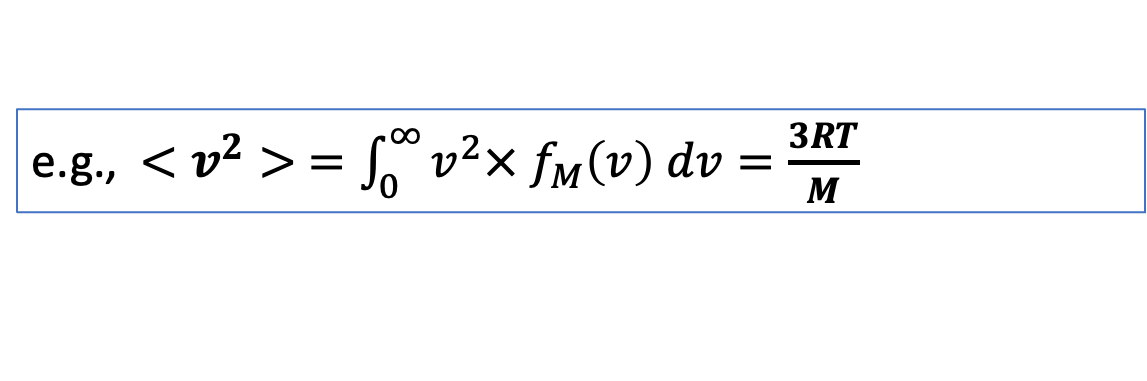 e.g., < v² > = ∫₀^∞ v² × f_M(v) dv = 3RT/M